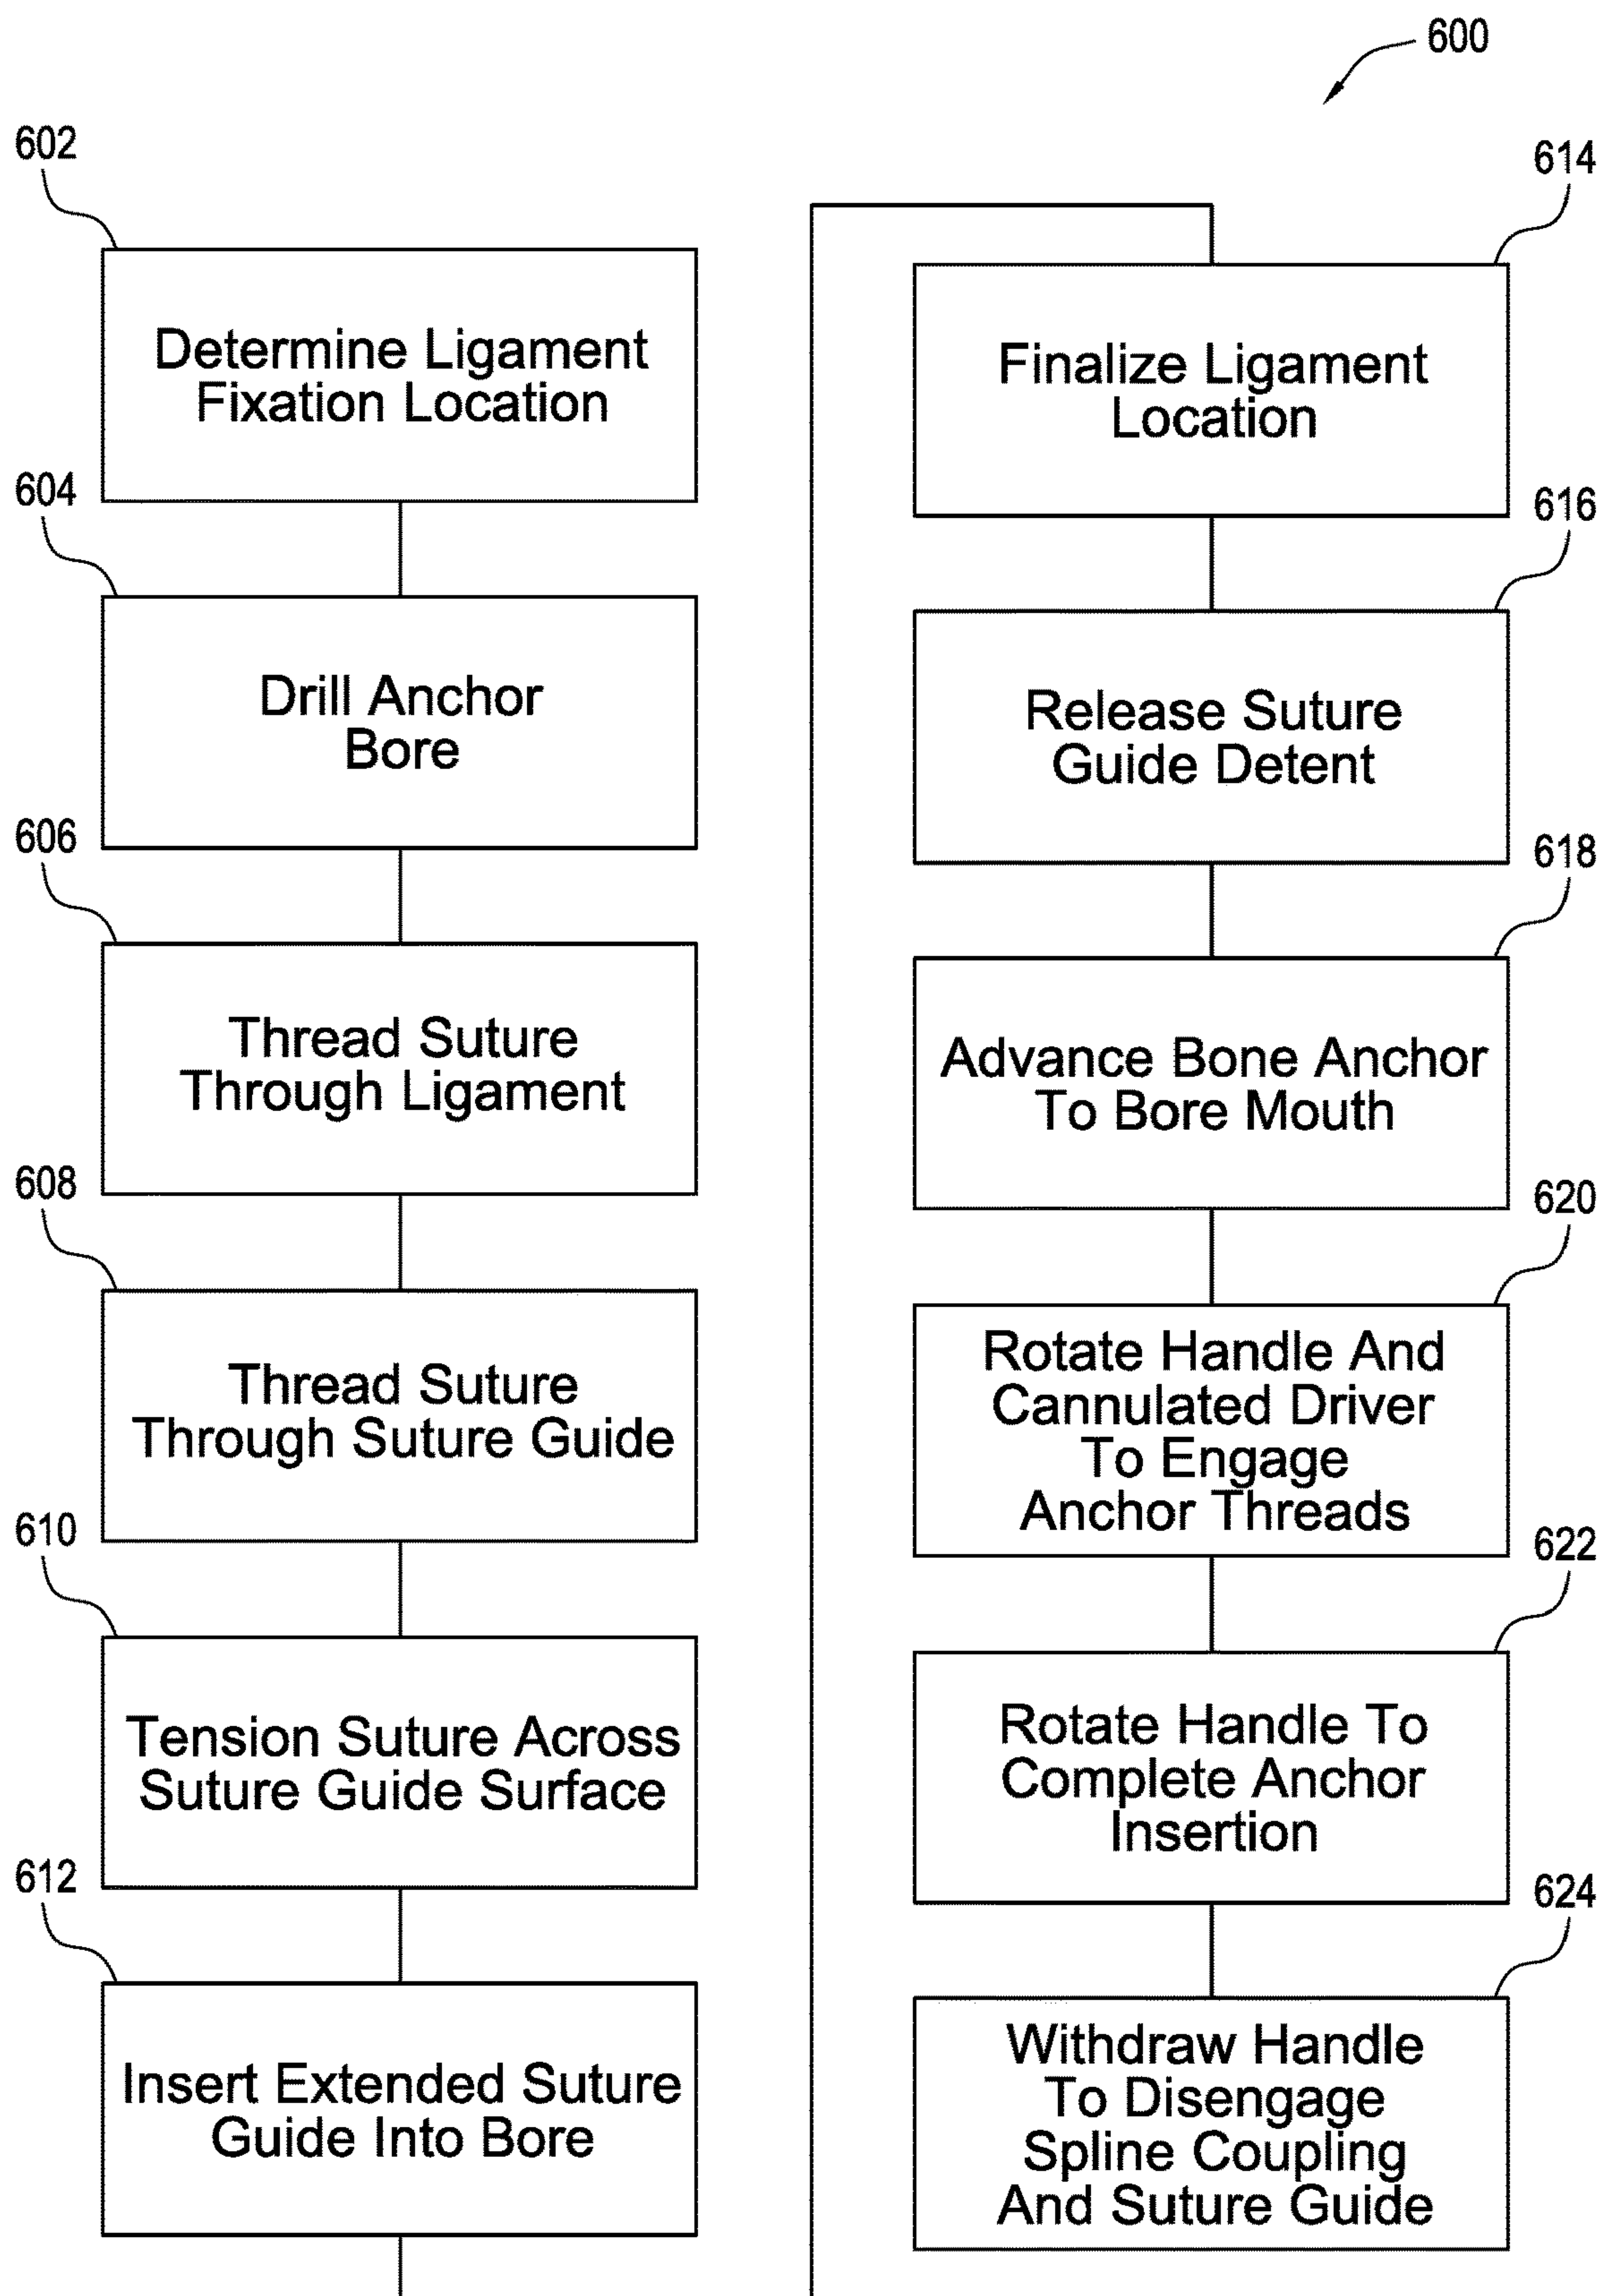 600
602
Determine Ligament
Fixation Location
604
Drill Anchor
Bore
606
Thread Suture
Through Ligament
608
Thread Suture
Through Suture Guide
610
Tension Suture Across
Suture Guide Surface
612
Insert Extended Suture
Guide Into Bore
614
Finalize Ligament
Location
616
Release Suture
Guide Detent
618
Advance Bone Anchor
To Bore Mouth
620
Rotate Handle And
Cannulated Driver
To Engage
Anchor Threads
622
Rotate Handle To
Complete Anchor
Insertion
624
Withdraw Handle
To Disengage
Spline Coupling
And Suture Guide